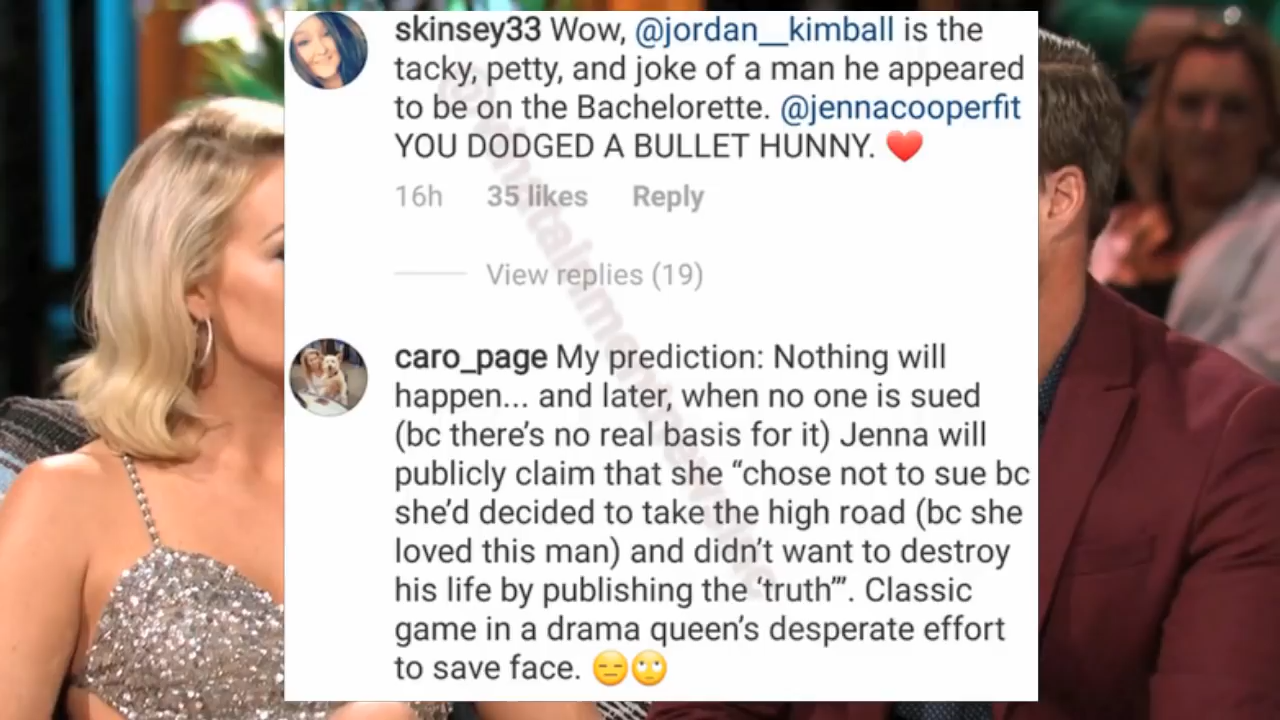 skinsey33 Wow, @jordan__kimball is the
tacky, petty, and joke of a man he appeared
to be on the Bachelorette. @jennacooperfit
YOU DODGED A BULLET HUNNY. ❤️
16h 35 likes Reply
View replies (19)
caro_page My prediction: Nothing will
happen... and later, when no one is sued
(bc there's no real basis for it) Jenna will
publicly claim that she “chose not to sue bc
she'd decided to take the high road (bc she
loved this man) and didn't want to destroy
his life by publishing the ‘truth’”. Classic
game in a drama queen's desperate effort
to save face. 😑🙄